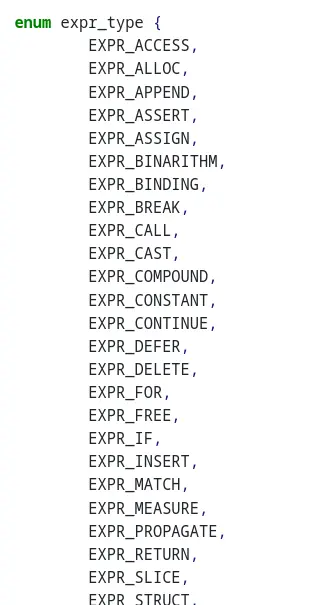 enum expr_type {
EXPR_ACCESS,
EXPR_ALLOC,
EXPR_APPEND,
EXPR_ASSERT,
EXPR_ASSIGN,
EXPR_BINARITHM,
EXPR_BINDING,
EXPR_BREAK,
EXPR_CALL,
EXPR_CAST,
EXPR_COMPOUND,
EXPR_CONSTANT,
EXPR_CONTINUE,
EXPR_DEFER,
EXPR_DELETE,
EXPR_FOR,
EXPR_FREE,
EXPR_IF,
EXPR_INSERT,
EXPR_MATCH,
EXPR_MEASURE,
EXPR_PROPAGATE,
EXPR_RETURN,
EXPR_SLICE,
EXPR_STRUCT,